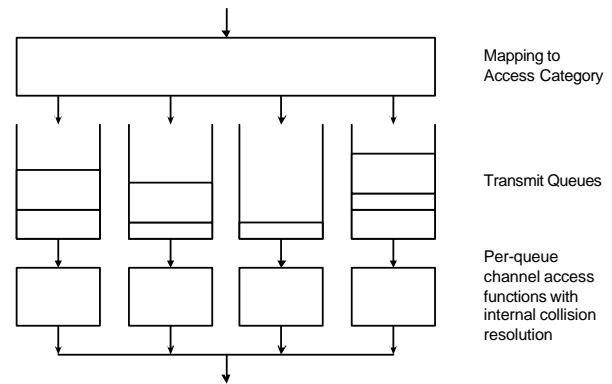 Mapping to
Access Category
Transmit Queues
Per-queue
channel access
functions with
internal collision
resolution